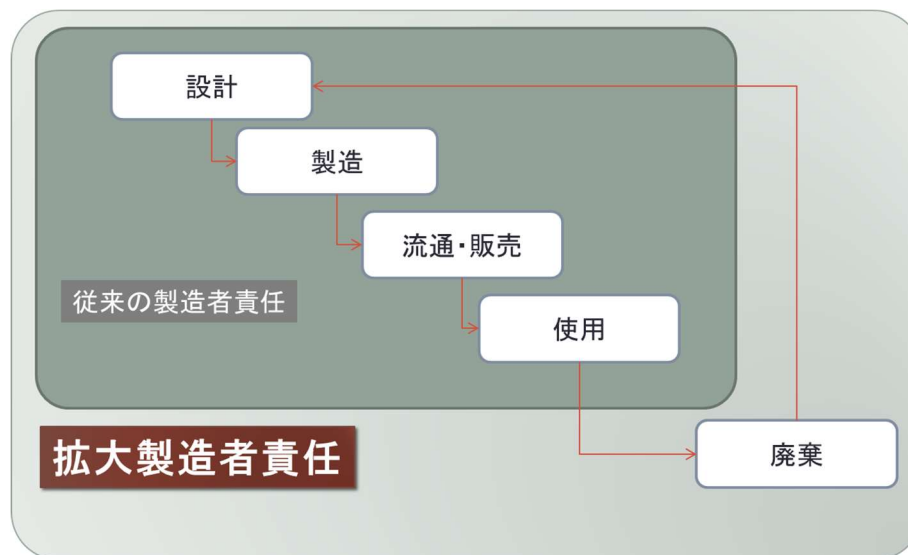 設計
製造
流通・販売
従来の製造者責任
使用
拡大製造者責任
廃棄